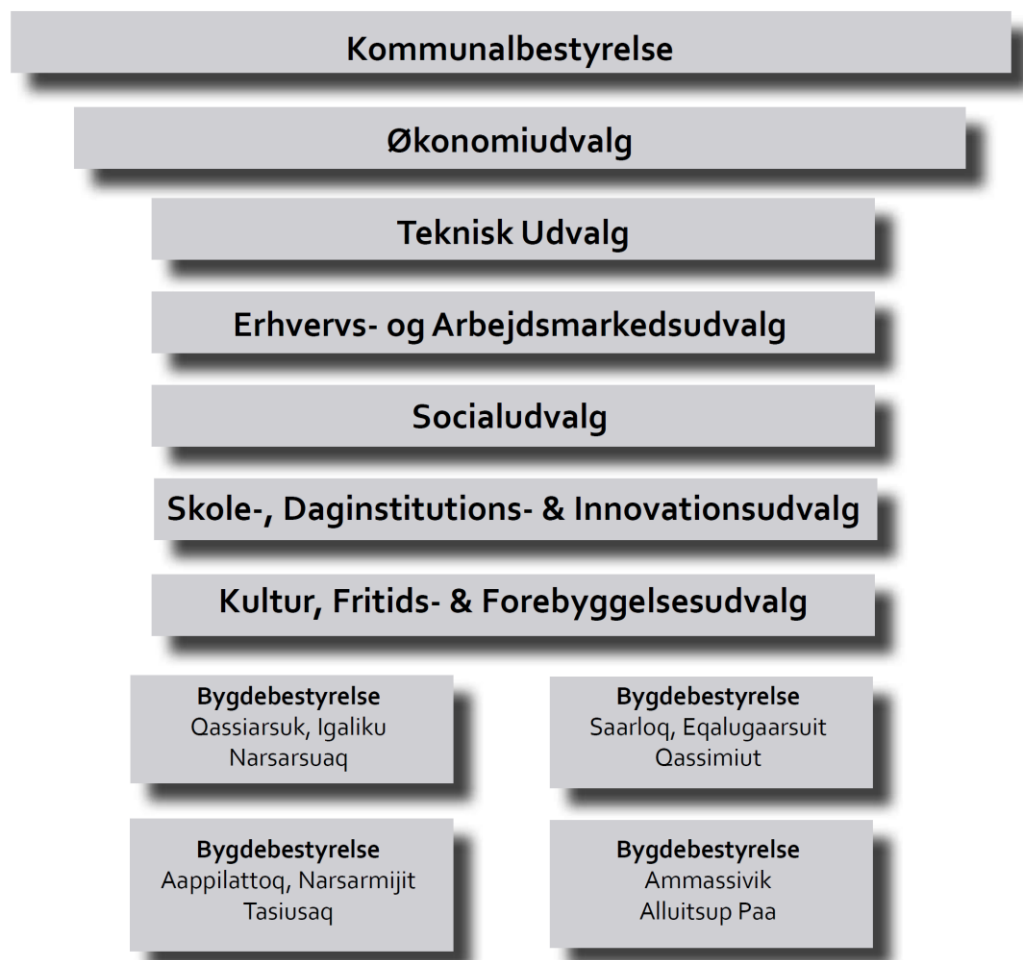 Kommunalbestyrelse
Økonomiudvalg
Teknisk Udvalg
Erhvervs- og Arbejdsmarkedsudvalg
Socialudvalg
Skole-, Daginstitutions- & Innovationsudvalg
Kultur, Fritids- & Forebyggelsesudvalg
Bygdebestyrelse
Qassiarsuk, Igaliku
Narsarsuaq
Bygdebestyrelse
Saarloq, Eqalugaarsuit
Qassimiut
Bygdebestyrelse
Aappilattoq, Narsarmijit
Tasiusaq
Bygdebestyrelse
Ammassivik
Alluitsup Paa